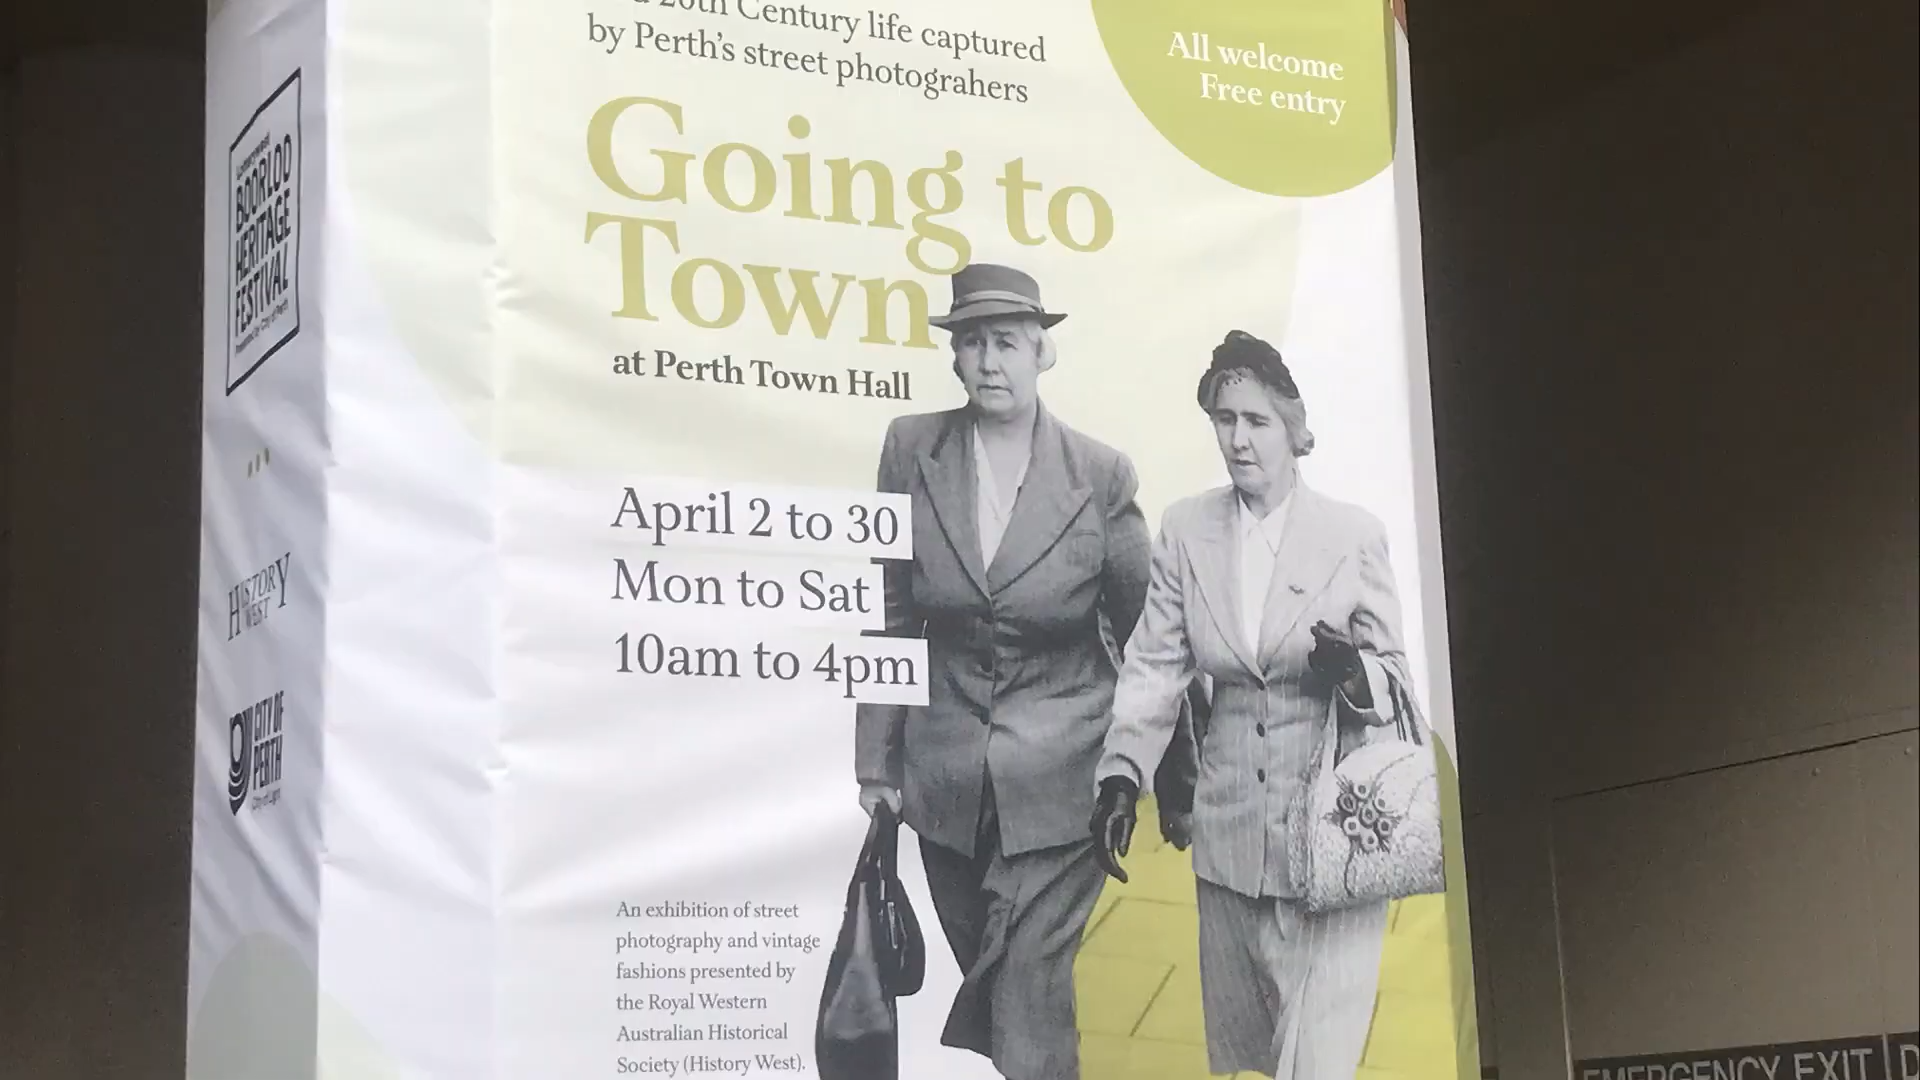 20th Century life captured
by Perth's street photograhers
All welcome
Free entry
Going to
Town
at Perth Town Hall
April 2 to 30
Mon to Sat
10am to 4pm
An exhibition of street
photography and vintage
fashions presented by
the Royal Western
Australian Historical
Society (History West).
BOORLOO
HERITAGE
FESTIVAL
HISTORY
WEST
CITY OF
PERTH
City of Light
EMERGENCY EXIT